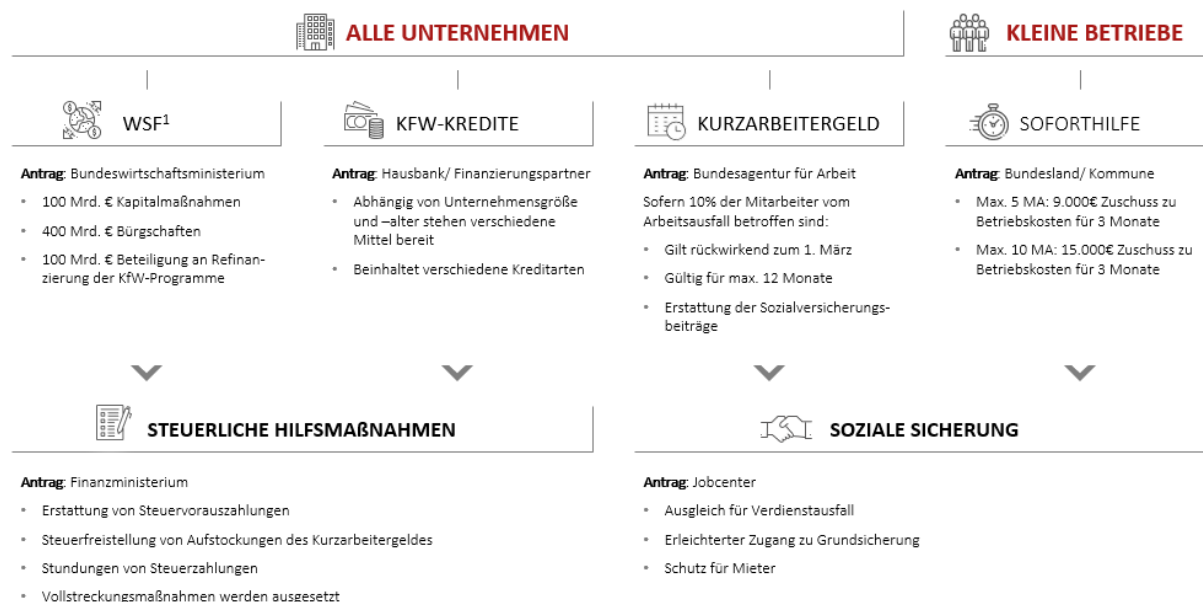 ALLE UNTERNEHMEN
KLEINE BETRIEBE
WSF¹
Antrag: Bundeswirtschaftsministerium
• 100 Mrd. € Kapitalmaßnahmen
• 400 Mrd. € Bürgschaften
• 100 Mrd. € Beteiligung an Refinan-
zierung der KfW-Programme
KFW-KREDITE
Antrag: Hausbank/ Finanzierungspartner
• Abhängig von Unternehmensgröße
und –alter stehen verschiedene
Mittel bereit
• Beinhaltet verschiedene Kreditarten
KURZARBEITERGELD
Antrag: Bundesagentur für Arbeit
Sofern 10% der Mitarbeiter vom
Arbeitsausfall betroffen sind:
• Gilt rückwirkend zum 1. März
• Gültig für max. 12 Monate
• Erstattung der Sozialversicherungs-
beiträge
SOFORTHILFE
Antrag: Bundesland/ Kommune
• Max. 5 MA: 9.000€ Zuschuss zu
Betriebskosten für 3 Monate
• Max. 10 MA: 15.000€ Zuschuss zu
Betriebskosten für 3 Monate
STEUERLICHE HILFSMAßNAHMEN
Antrag: Finanzministerium
• Erstattung von Steuervorauszahlungen
• Steuerfreistellung von Aufstockungen des Kurzarbeitergeldes
• Stundungen von Steuerzahlungen
• Vollstreckungsmaßnahmen werden ausgesetzt
SOZIALE SICHERUNG
Antrag: Jobcenter
• Ausgleich für Verdienstausfall
• Erleichterter Zugang zu Grundsicherung
• Schutz für Mieter